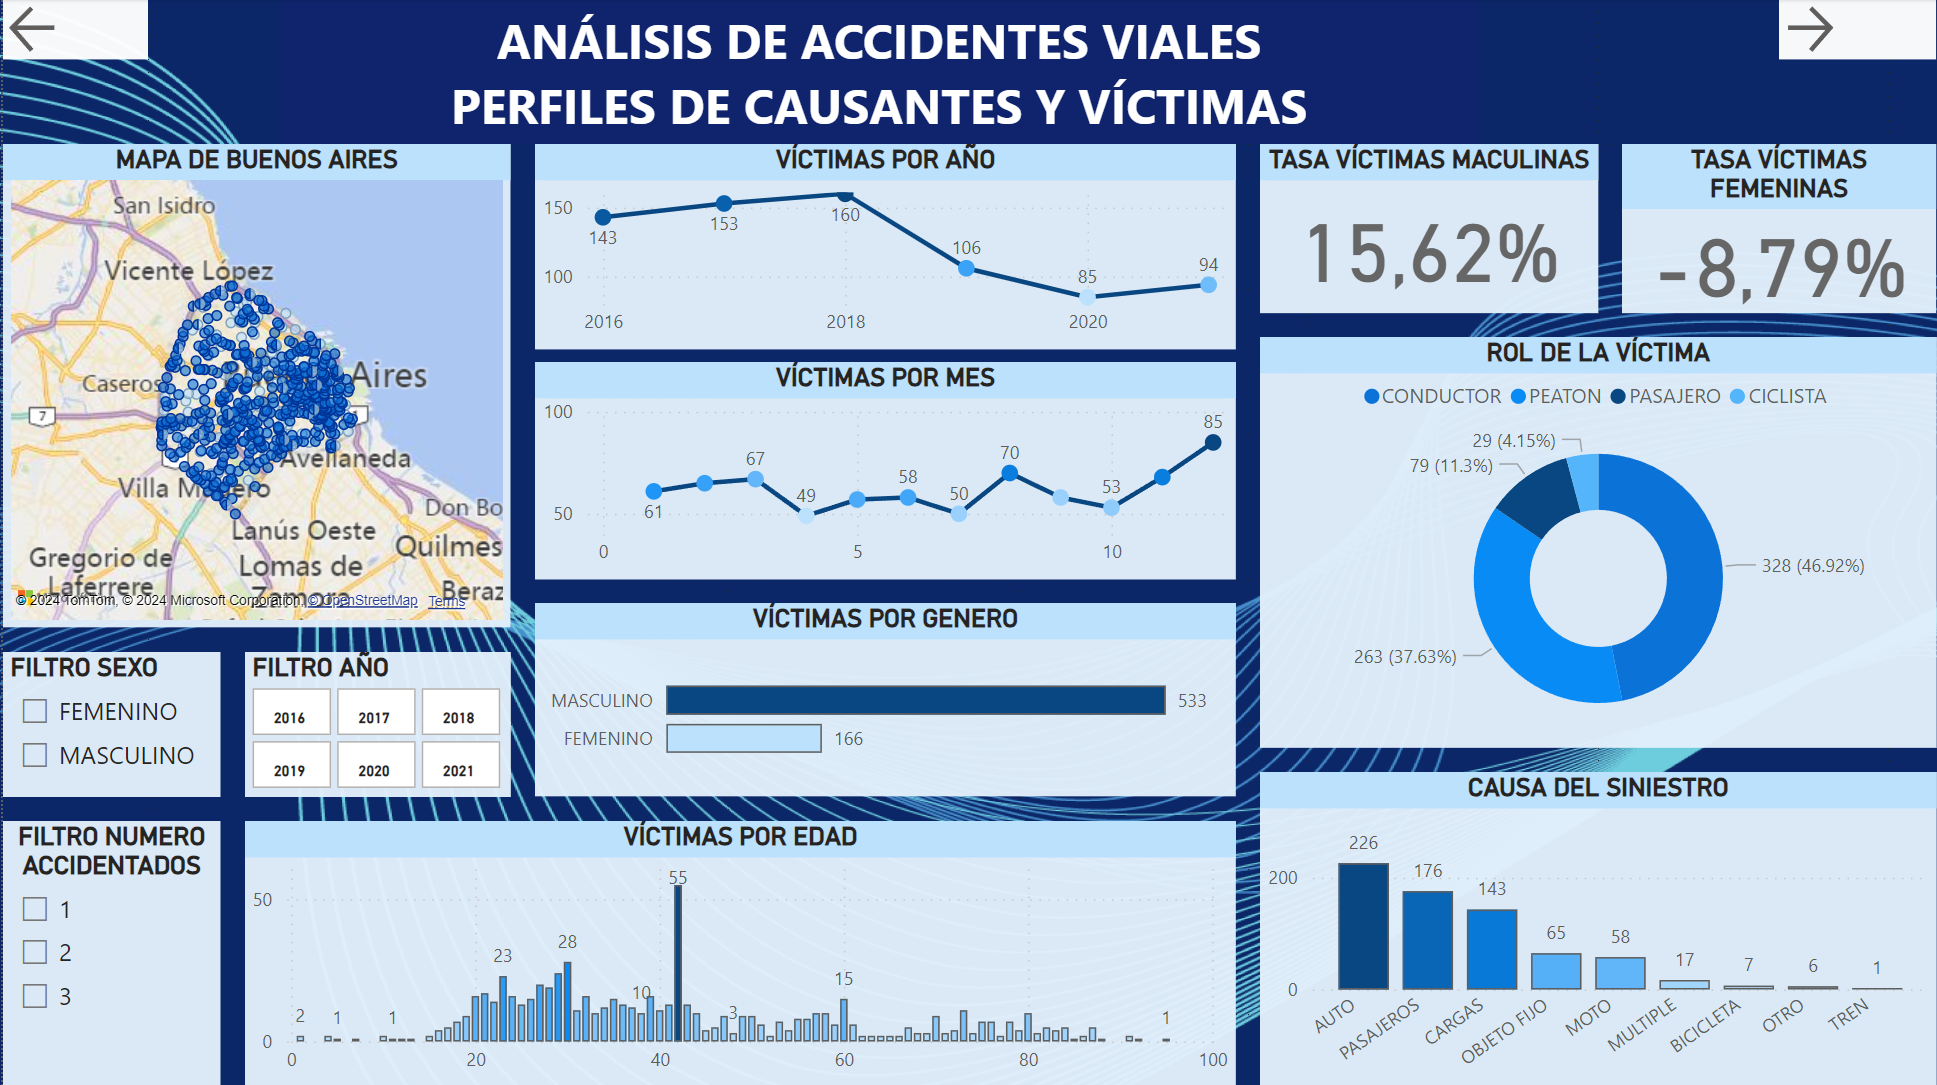 ANÁLISIS DE ACCIDENTES VIALES
PERFILES DE CAUSANTES Y VÍCTIMAS
MAPA DE BUENOS AIRES
San Isidro
Vicente López
Aires
Caseros
7
Avellaneda
Don Bo
Lanús Oeste
Quilmes
Gregorio de
Laferrere
Lomas de
Zamora
Beraz
© 2024 TomTom, © 2024 Microsoft Corporation, © OpenStreetMap Terms
VÍCTIMAS POR AÑO
150
100
143
153
160
106
85
94
2016
2018
2020
VÍCTIMAS POR MES
100
50
61
67
49
58
50
70
53
85
0
5
10
VÍCTIMAS POR GENERO
MASCULINO 533
FEMENINO 166
TASA VÍCTIMAS MACULINAS
15,62%
TASA VÍCTIMAS
FEMENINAS
-8,79%
ROL DE LA VÍCTIMA
CONDUCTOR PEATON PASAJERO CICLISTA
29 (4.15%)
79 (11.3%)
328 (46.92%)
263 (37.63%)
FILTRO SEXO
FEMENINO
MASCULINO
FILTRO AÑO
2016 2017 2018
2019 2020 2021
FILTRO NUMERO
ACCIDENTADOS
1
2
3
VÍCTIMAS POR EDAD
50
0
2
1
1
23
28
10
55
3
15
1
0
20
40
60
80
100
CAUSA DEL SINIESTRO
200
0
226
176
143
65
58
17
7
6
1
AUTO
PASAJEROS
CARGAS
OBJETO FIJO
MOTO
MULTIPLE
BICICLETA
OTRO
TREN